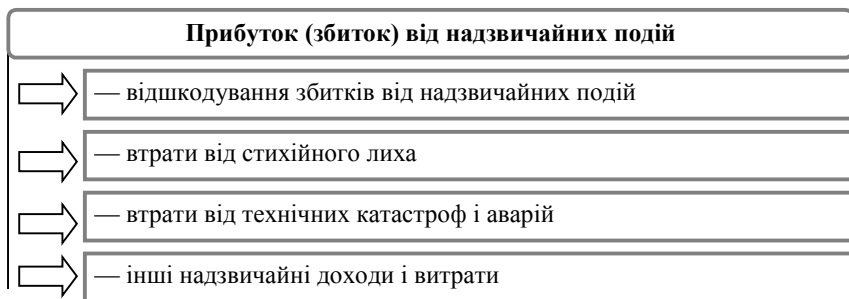 Прибуток (збиток) від надзвичайних подій
— відшкодування збитків від надзвичайних подій
— втрати від стихійного лиха
— втрати від технічних катастроф і аварій
— інші надзвичайні доходи і витрати